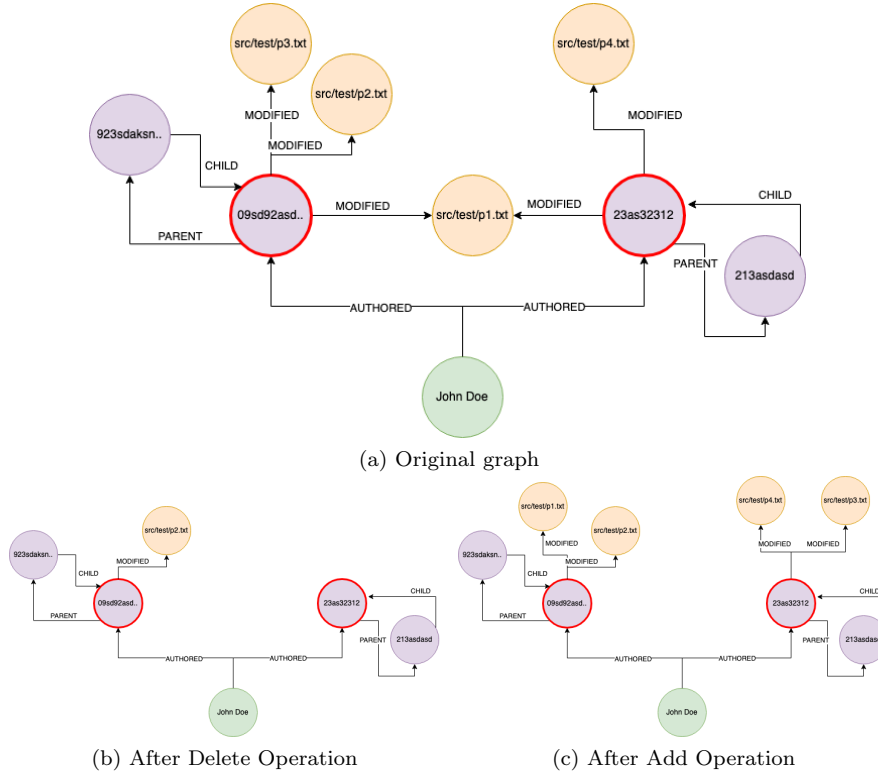 src/test/p3.txt
src/test/p4.txt
src/test/p2.txt
MODIFIED
MODIFIED
923sdaksn..
MODIFIED
CHILD
09sd92asd..
MODIFIED
src/test/p1.txt
MODIFIED
23as32312
CHILD
PARENT
PARENT
213asdasd
AUTHORED
AUTHORED
John Doe
(a) Original graph
src/test/p2.txt
923sdaksn..
MODIFIED
CHILD
09sd92asd..
23as32312
CHILD
PARENT
PARENT
213asdasd
AUTHORED
AUTHORED
John Doe
(b) After Delete Operation
src/test/p1.txt
src/test/p2.txt
src/test/p4.txt
src/test/p3.txt
MODIFIED
MODIFIED
MODIFIED
MODIFIED
923sdaksn..
CHILD
09sd92asd..
23as32312
CHILD
PARENT
PARENT
213asdasd
AUTHORED
AUTHORED
John Doe
(c) After Add Operation